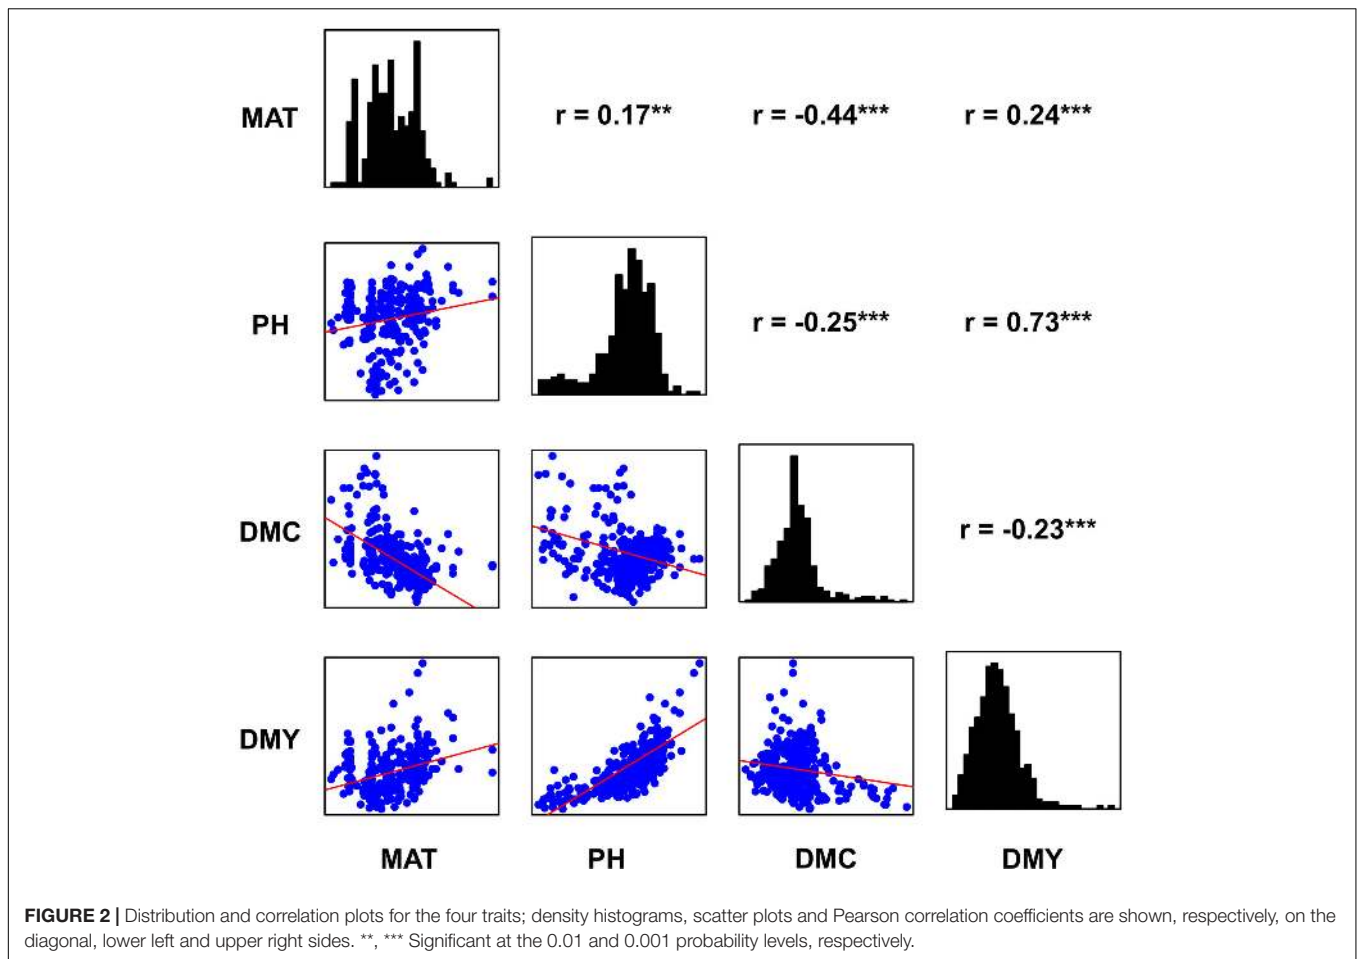 MAT
r = 0.17**
r = -0.44***
r = 0.24***
PH
r = -0.25***
r = 0.73***
DMC
r = -0.23***
DMY
MAT
PH
DMC
DMY
FIGURE 2 | Distribution and correlation plots for the four traits; density histograms, scatter plots and Pearson correlation coefficients are shown, respectively, on the
diagonal, lower left and upper right sides. **, *** Significant at the 0.01 and 0.001 probability levels, respectively.